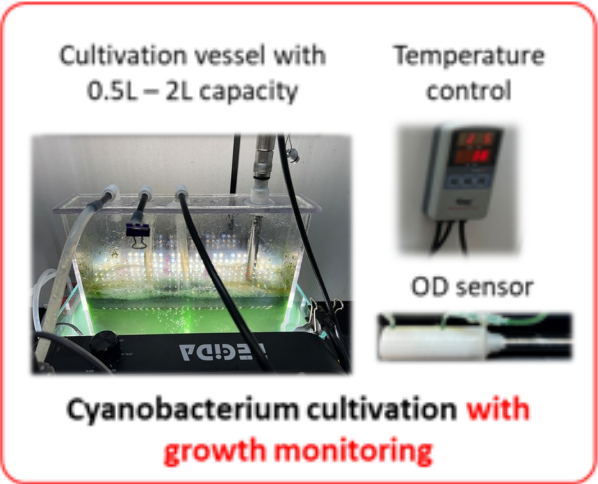 Cultivation vessel with
0.5L – 2L capacity
Temperature
control
OD sensor
Cyanobacterium cultivation with
growth monitoring